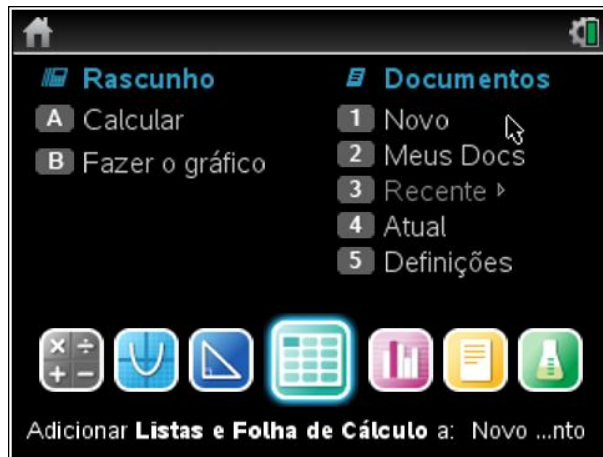 Rascunho
A Calcular
B Fazer o gráfico
Documentos
1 Novo
2 Meus Docs
3 Recente ▹
4 Atual
5 Definições
Adicionar Listas e Folha de Cálculo a: Novo ...nto